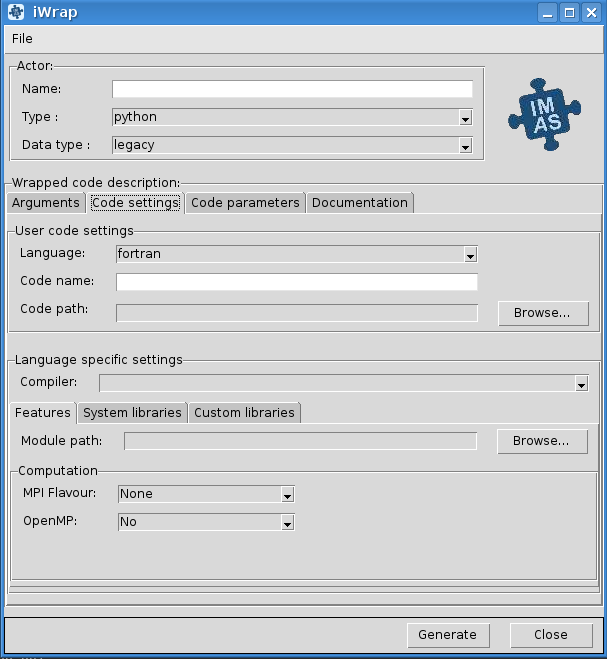 iWrap
File
Actor:
Name:
Type : python
Data type : legacy
IM
AS
Wrapped code description:
Arguments Code settings Code parameters Documentation
User code settings
Language: fortran
Code name:
Code path: Browse...
Language specific settings
Compiler:
Features System libraries Custom libraries
Module path: Browse...
Computation
MPI Flavour: None
OpenMP: No
Generate Close